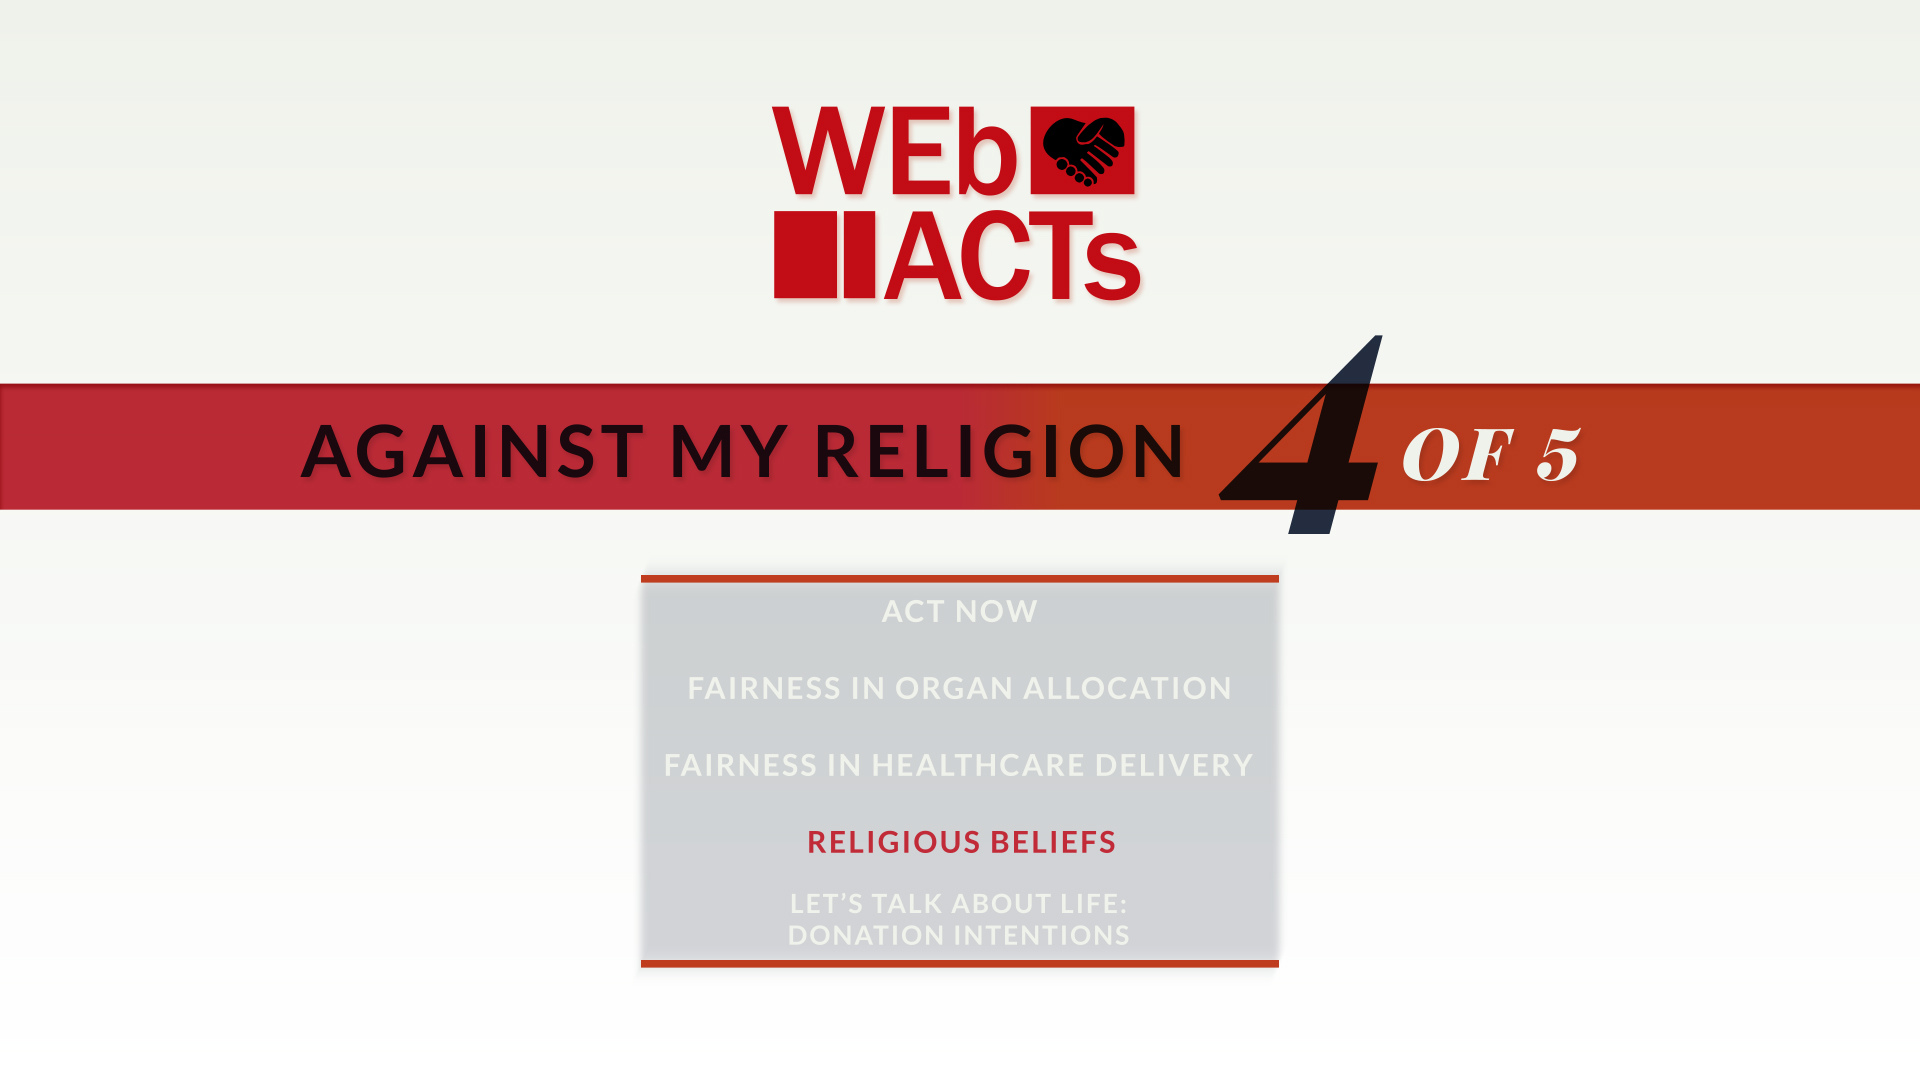 WEb
ACTs
AGAINST MY RELIGION 4 OF 5
ACT NOW
FAIRNESS IN ORGAN ALLOCATION
FAIRNESS IN HEALTHCARE DELIVERY
RELIGIOUS BELIEFS
LET’S TALK ABOUT LIFE:
DONATION INTENTIONS